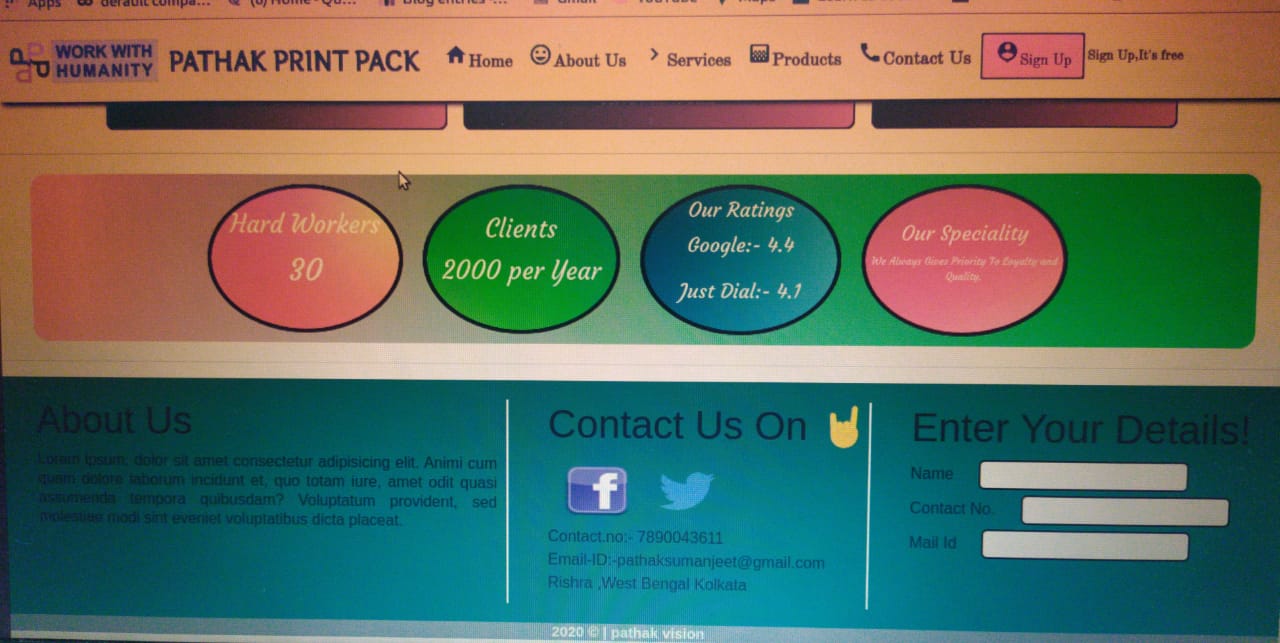 Apps
default compa...
Home - Qu...
Blog entries -...
Gmail
YouTube
Maps
WORK WITH
HUMANITY
PATHAK PRINT PACK
Home
About Us
Services
Products
Contact Us
Sign Up
Sign Up,It's free
Hard Workers
30
Clients
2000 per Year
Our Ratings
Google:- 4.4
Just Dial:- 4.1
Our Speciality
We Always Gives Priority To Loyalty and
Quality.
About Us
Lorem ipsum, dolor sit amet consectetur adipisicing elit. Animi cum
quam dolore laborum incidunt et, quo totam iure, amet odit quasi
assumenda tempora quibusdam? Voluptatum provident, sed
molestiae modi sint eveniet voluptatibus dicta placeat.
Contact Us On 🤘
f
Contact.no:- 7890043611
Email-ID:-pathaksumanjeet@gmail.com
Rishra ,West Bengal Kolkata
Enter Your Details!
Name
Contact No.
Mail Id
2020 © | pathak vision